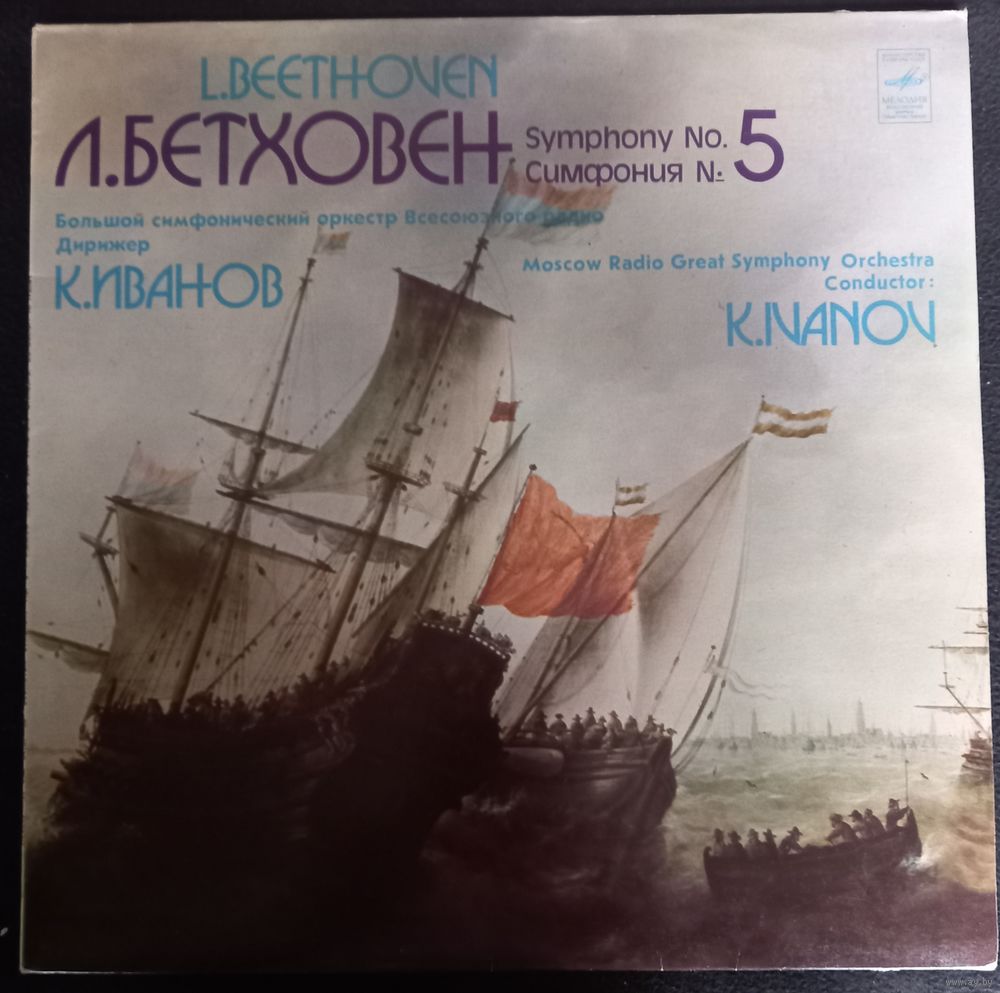 L.BEETHOVEN
Л.БЕТХОВЕН
Symphony No. 5
Симфония №
Большой симфонический оркестр Всесоюзного радио
Дирижер
К.ИВАНОВ
Moscow Radio Great Symphony Orchestra
Conductor:
K.IVANOV
МЕЛОДИЯ